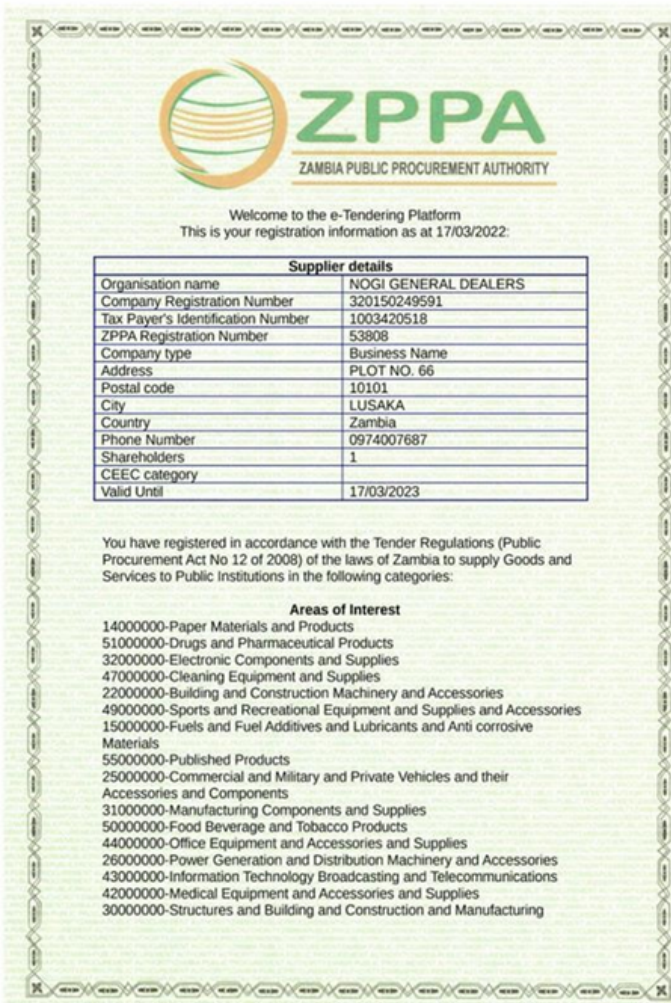 ZPPA
ZAMBIA PUBLIC PROCUREMENT AUTHORITY
Welcome to the e-Tendering Platform
This is your registration information as at 17/03/2022:
Supplier details
Organisation name NOGI GENERAL DEALERS
Company Registration Number 320150249591
Tax Payer's Identification Number 1003420518
ZPPA Registration Number 53808
Company type Business Name
Address PLOT NO. 66
Postal code 10101
City LUSAKA
Country Zambia
Phone Number 0974007687
Shareholders 1
CEEC category
Valid Until 17/03/2023
You have registered in accordance with the Tender Regulations (Public
Procurement Act No 12 of 2008) of the laws of Zambia to supply Goods and
Services to Public Institutions in the following categories:
Areas of Interest
14000000-Paper Materials and Products
51000000-Drugs and Pharmaceutical Products
32000000-Electronic Components and Supplies
47000000-Cleaning Equipment and Supplies
22000000-Building and Construction Machinery and Accessories
49000000-Sports and Recreational Equipment and Supplies and Accessories
15000000-Fuels and Fuel Additives and Lubricants and Anti corrosive
Materials
55000000-Published Products
25000000-Commercial and Military and Private Vehicles and their
Accessories and Components
31000000-Manufacturing Components and Supplies
50000000-Food Beverage and Tobacco Products
44000000-Office Equipment and Accessories and Supplies
26000000-Power Generation and Distribution Machinery and Accessories
43000000-Information Technology Broadcasting and Telecommunications
42000000-Medical Equipment and Accessories and Supplies
30000000-Structures and Building and Construction and Manufacturing